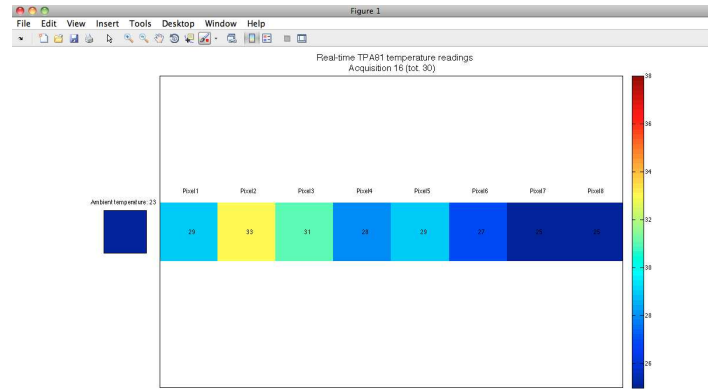 Figure 1
File Edit View Insert Tools Desktop Window Help
Real-time TPA81 temperature readings
Acquisition 16 (tot. 30)
38
36
34
32
30
28
26
Pixel1 Pixel2 Pixel3 Pixel4 Pixel5 Pixel6 Pixel7 Pixel8
Ambient temperature: 23
29 33 31 28 29 27